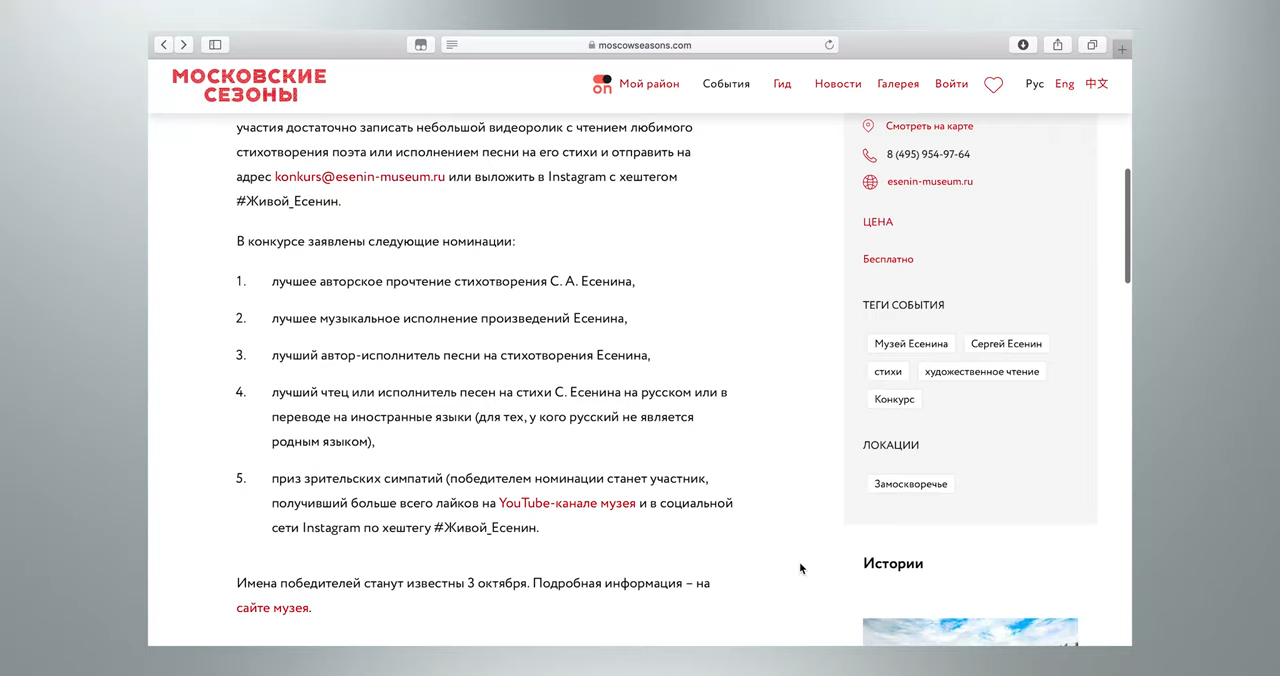 moscowseasons.com
МОСКОВСКИЕ
СЕЗОНЫ
on Мой район События Гид Новости Галерея Войти Рус Eng 中文
участия достаточно записать небольшой видеоролик с чтением любимого
стихотворения поэта или исполнением песни на его стихи и отправить на
адрес konkurs@esenin-museum.ru или выложить в Instagram с хештегом
#Живой_Есенин.
В конкурсе заявлены следующие номинации:
1. лучшее авторское прочтение стихотворения С. А. Есенина,
2. лучшее музыкальное исполнение произведений Есенина,
3. лучший автор-исполнитель песни на стихотворения Есенина,
4. лучший чтец или исполнитель песен на стихи С. Есенина на русском или в
переводе на иностранные языки (для тех, у кого русский не является
родным языком),
5. приз зрительских симпатий (победителем номинации станет участник,
получивший больше всего лайков на YouTube-канале музея и в социальной
сети Instagram по хештегу #Живой_Есенин.
Имена победителей станут известны 3 октября. Подробная информация – на
сайте музея.
Смотреть на карте
8 (495) 954-97-64
esenin-museum.ru
ЦЕНА
Бесплатно
ТЕГИ СОБЫТИЯ
Музей Есенина Сергей Есенин
стихи художественное чтение
Конкурс
ЛОКАЦИИ
Замоскворечье
Истории